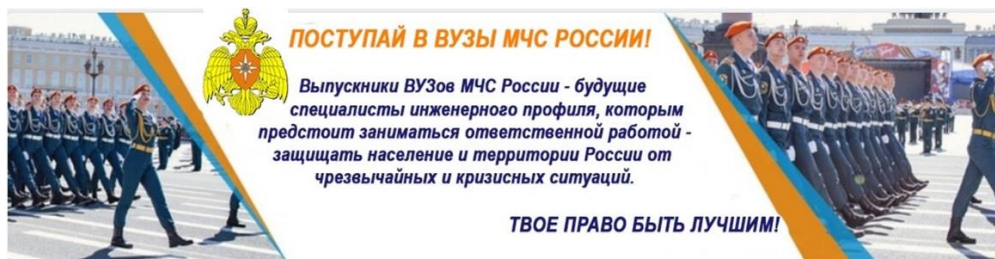 ПОСТУПАЙ В ВУЗЫ МЧС РОССИИ!
Выпускники ВУЗов МЧС России - будущие
специалисты инженерного профиля, которым
предстоит заниматься ответственной работой -
защищать население и территории России от
чрезвычайных и кризисных ситуаций.
ТВОЕ ПРАВО БЫТЬ ЛУЧШИМ!